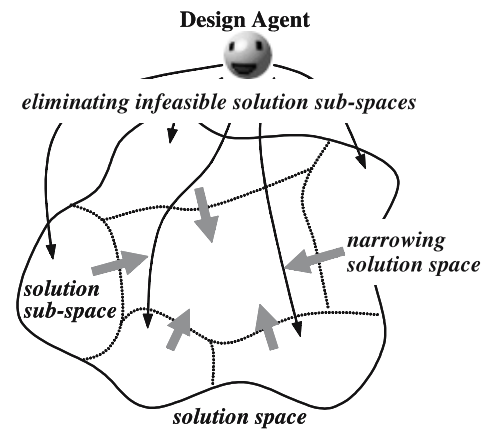 Design Agent
eliminating infeasible solution sub-spaces
narrowing
solution space
solution
sub-space
solution space